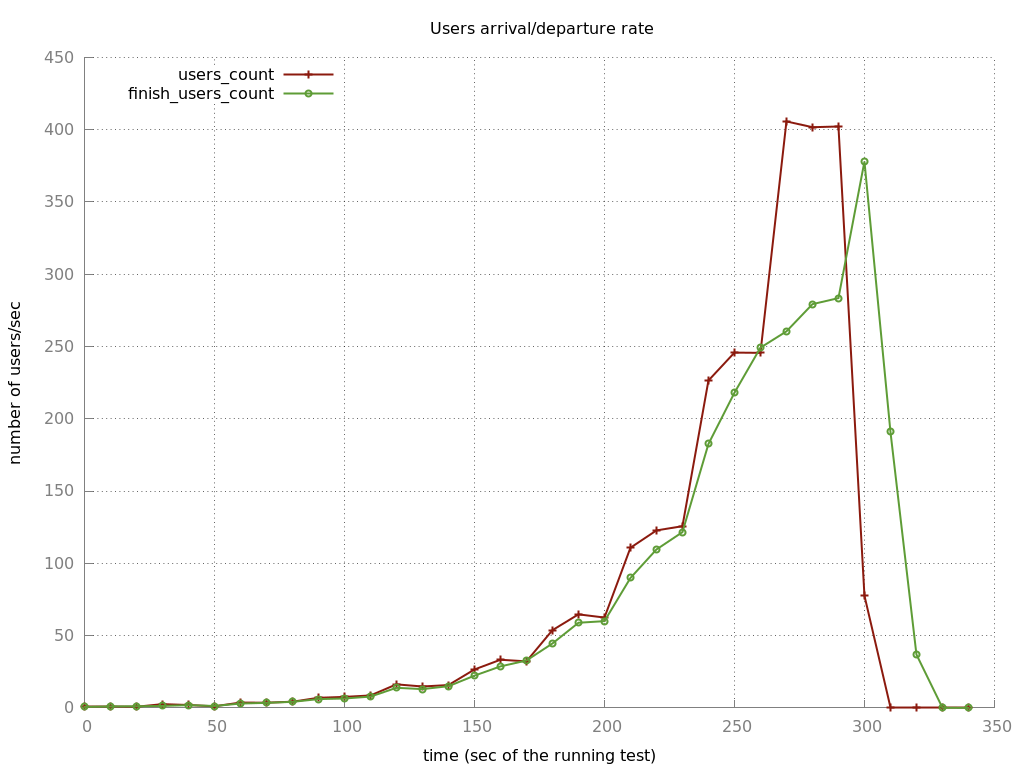 Users arrival/departure rate
users_count
finish_users_count
number of users/sec
450
400
350
300
250
200
150
100
50
0
0 50 100 150 200 250 300 350
time (sec of the running test)